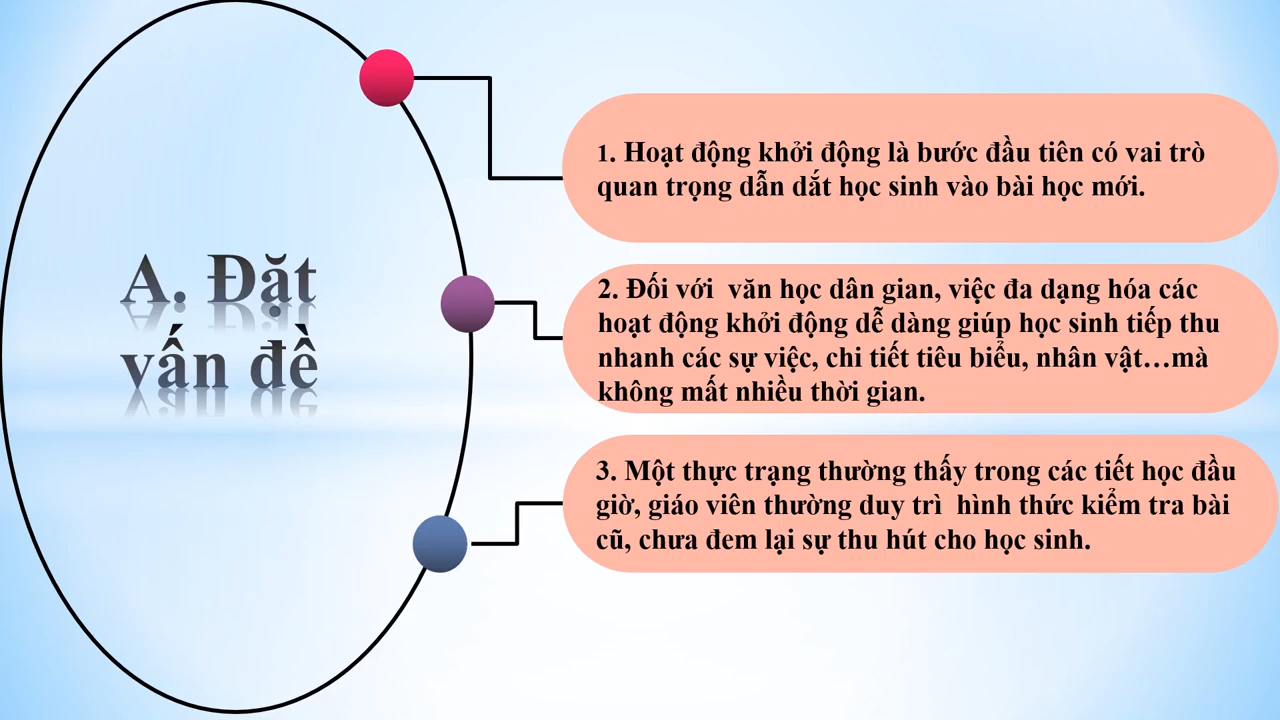 A. Đặt
vấn đề
1. Hoạt động khởi động là bước đầu tiên có vai trò
quan trọng dẫn dắt học sinh vào bài học mới.
2. Đối với  văn học dân gian, việc đa dạng hóa các
hoạt động khởi động dễ dàng giúp học sinh tiếp thu
nhanh các sự việc, chi tiết tiêu biểu, nhân vật…mà
không mất nhiều thời gian.
3. Một thực trạng thường thấy trong các tiết học đầu
giờ, giáo viên thường duy trì  hình thức kiểm tra bài
cũ, chưa đem lại sự thu hút cho học sinh.